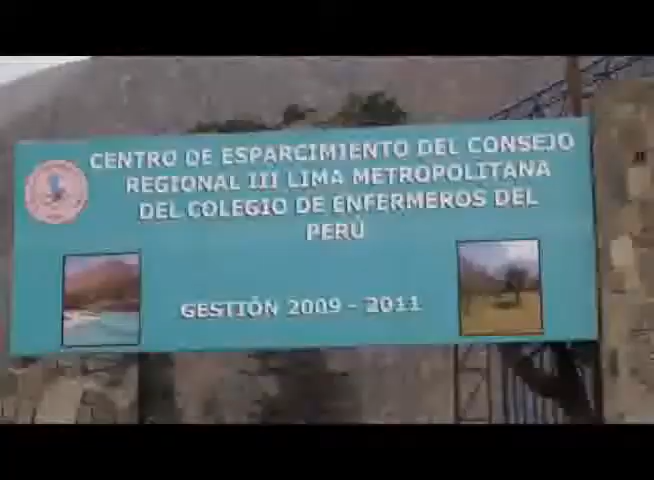 CENTRO DE ESPARCIMIENTO DEL CONSEJO
REGIONAL III LIMA METROPOLITANA
DEL COLEGIO DE ENFERMEROS DEL
PERÚ
GESTIÓN 2009 - 2011